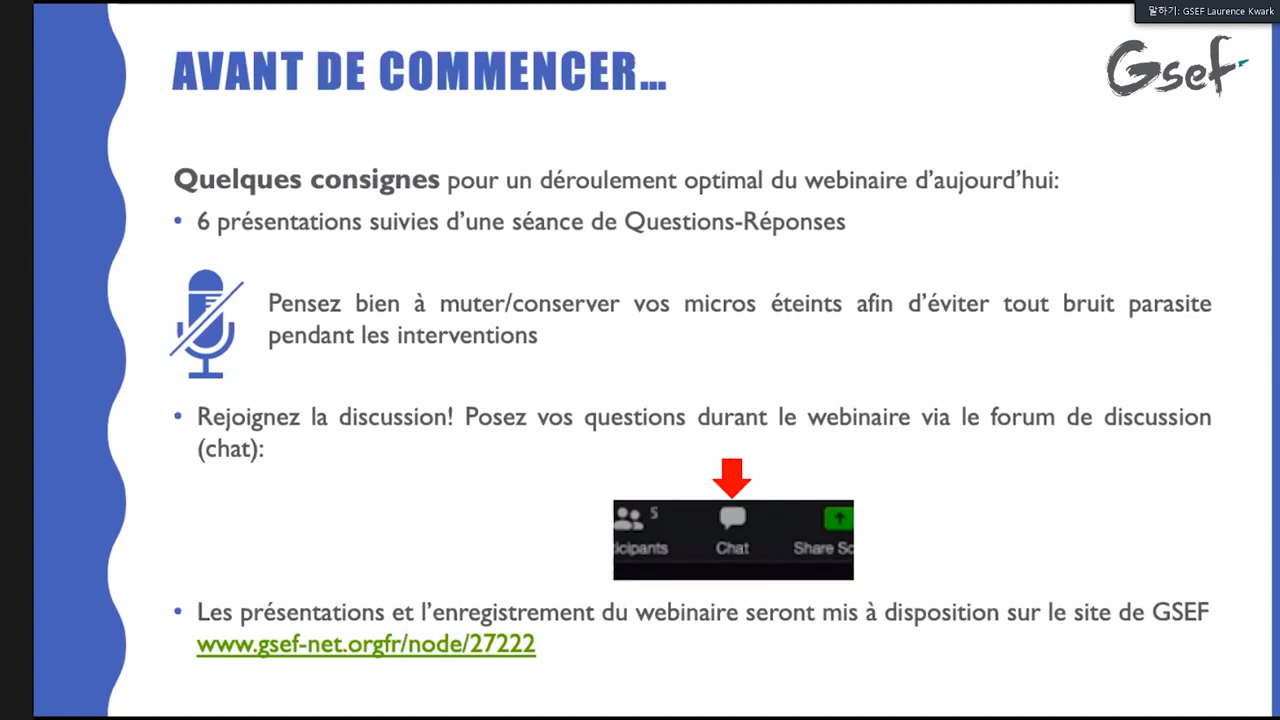 말하기: GSEF Laurence Kwark
AVANT DE COMMENCER...
Gsef
Quelques consignes pour un déroulement optimal du webinaire d'aujourd'hui:
• 6 présentations suivies d'une séance de Questions-Réponses
Pensez bien à muter/conserver vos micros éteints afin d'éviter tout bruit parasite
pendant les interventions
• Rejoignez la discussion! Posez vos questions durant le webinaire via le forum de discussion
(chat):
5
icipants Chat Share Sc
• Les présentations et l'enregistrement du webinaire seront mis à disposition sur le site de GSEF
www.gsef-net.orgfr/node/27222